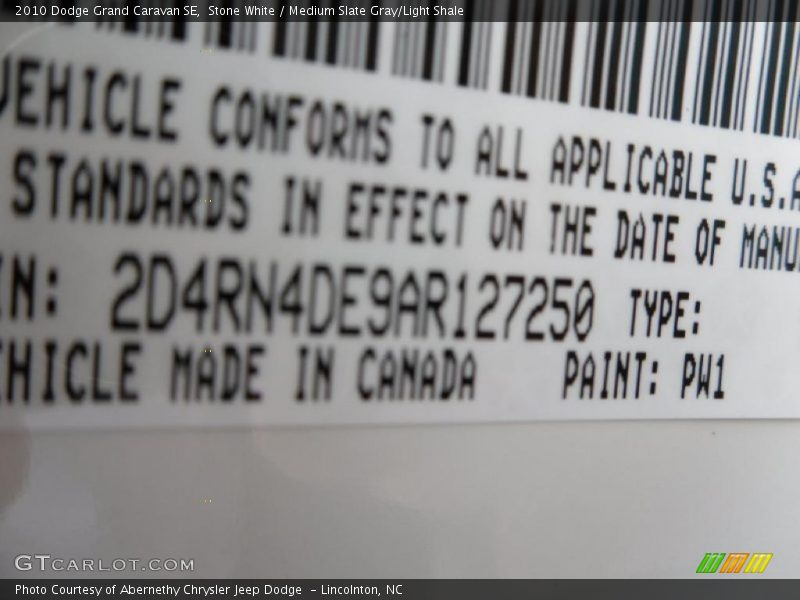 2010 Dodge Grand Caravan SE, Stone White / Medium Slate Gray/Light Shale
VEHICLE CONFORMS TO ALL APPLICABLE U.S.A
STANDARDS IN EFFECT ON THE DATE OF MANU
IN: 2D4RN4DE9AR127250 TYPE:
EHICLE MADE IN CANADA PAINT: PW1
GTCARLOT.COM
Photo Courtesy of Abernethy Chrysler Jeep Dodge - Lincolnton, NC